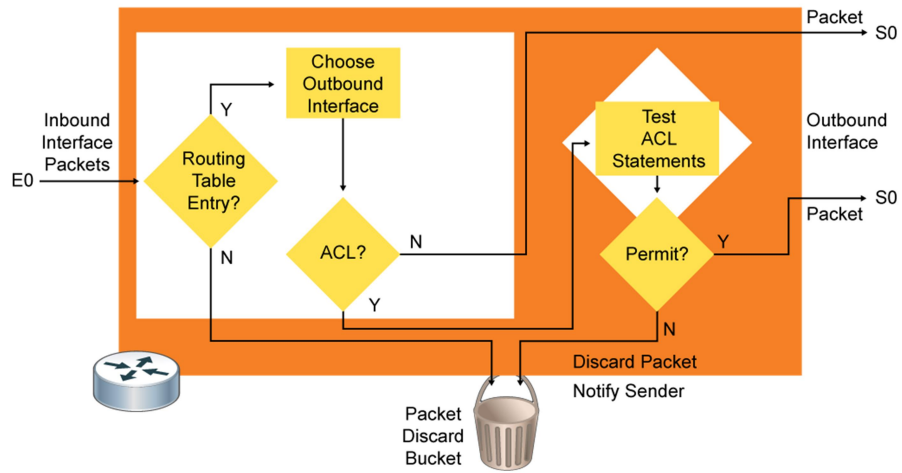 Inbound
Interface
Packets
E0
Routing
Table
Entry?
Y
N
Choose
Outbound
Interface
ACL?
N
Y
Test
ACL
Statements
Permit?
Y
N
Packet
S0
Outbound
Interface
S0
Packet
Discard Packet
Notify Sender
Packet
Discard
Bucket